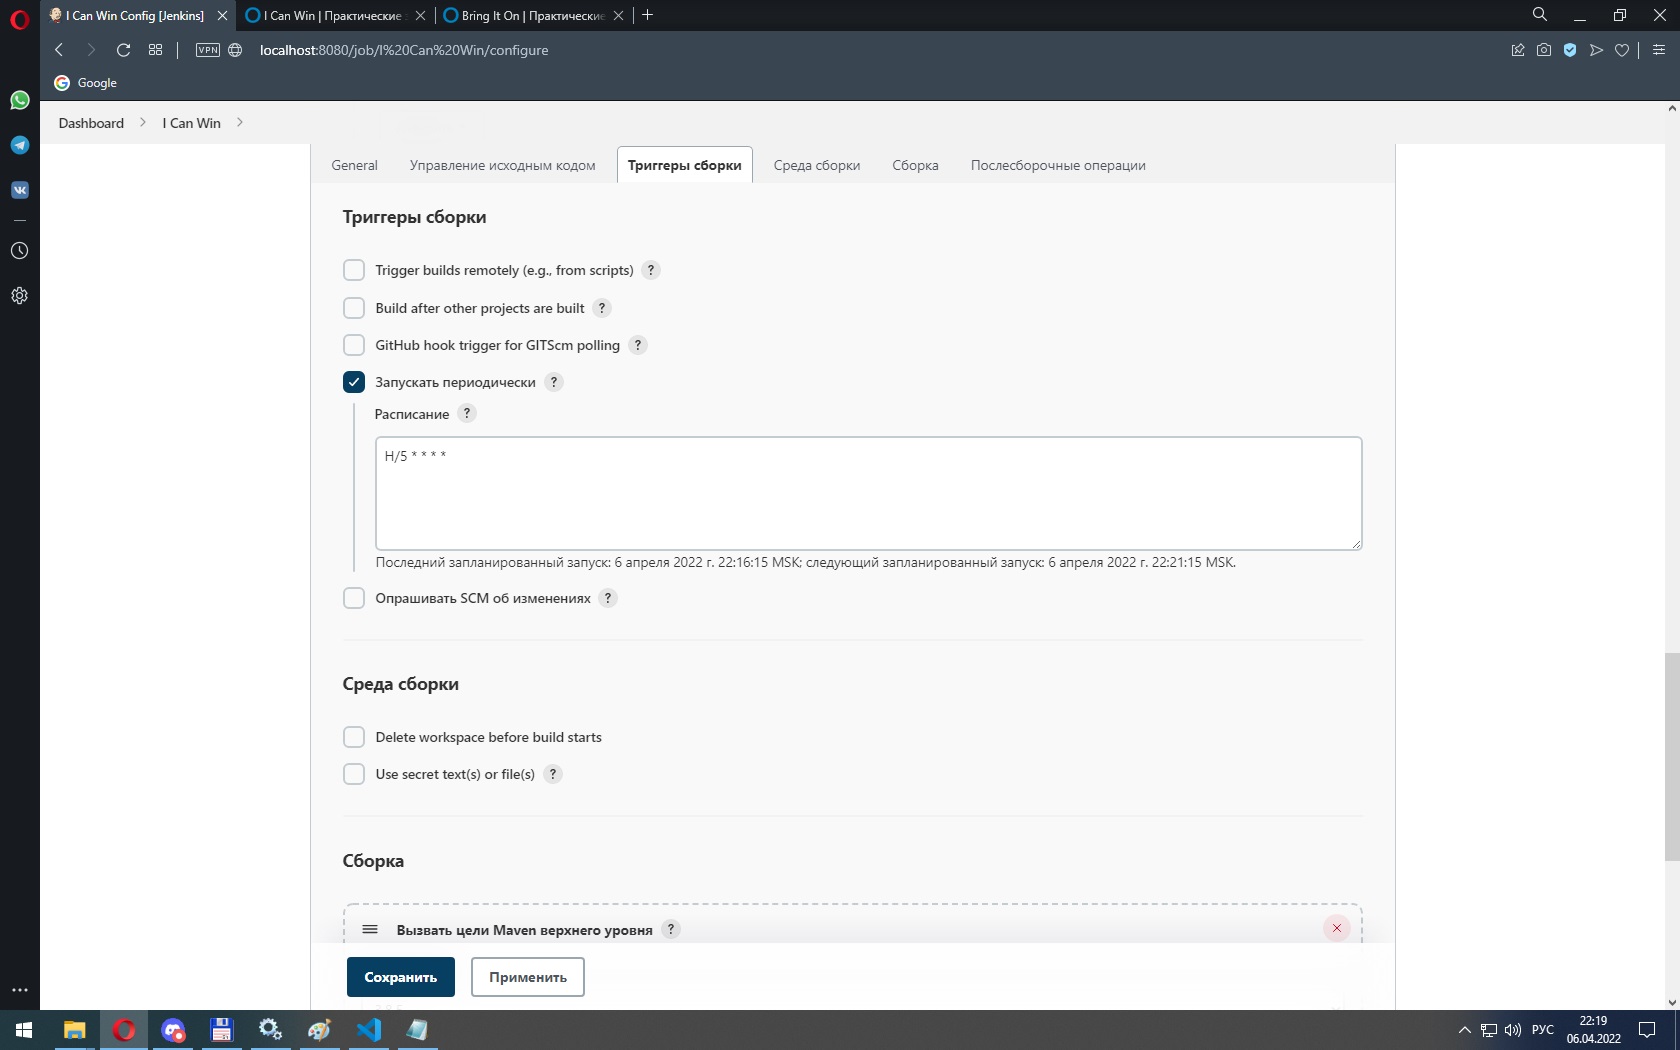 I Can Win Config [Jenkins]
I Can Win | Практические
Bring It On | Практические
VPN
localhost:8080/job/I%20Can%20Win/configure
Google
Dashboard
I Can Win
General
Управление исходным кодом
Триггеры сборки
Среда сборки
Сборка
Послесборочные операции
Триггеры сборки
Trigger builds remotely (e.g., from scripts) ?
Build after other projects are built ?
GitHub hook trigger for GITScm polling ?
Запускать периодически ?
Расписание ?
H/5 * * * *
Последний запланированный запуск: 6 апреля 2022 г. 22:16:15 MSK; следующий запланированный запуск: 6 апреля 2022 г. 22:21:15 MSK.
Опрашивать SCM об изменениях ?
Среда сборки
Delete workspace before build starts
Use secret text(s) or file(s) ?
Сборка
Вызвать цели Maven верхнего уровня ?
Сохранить
Применить
РУС
22:19
06.04.2022